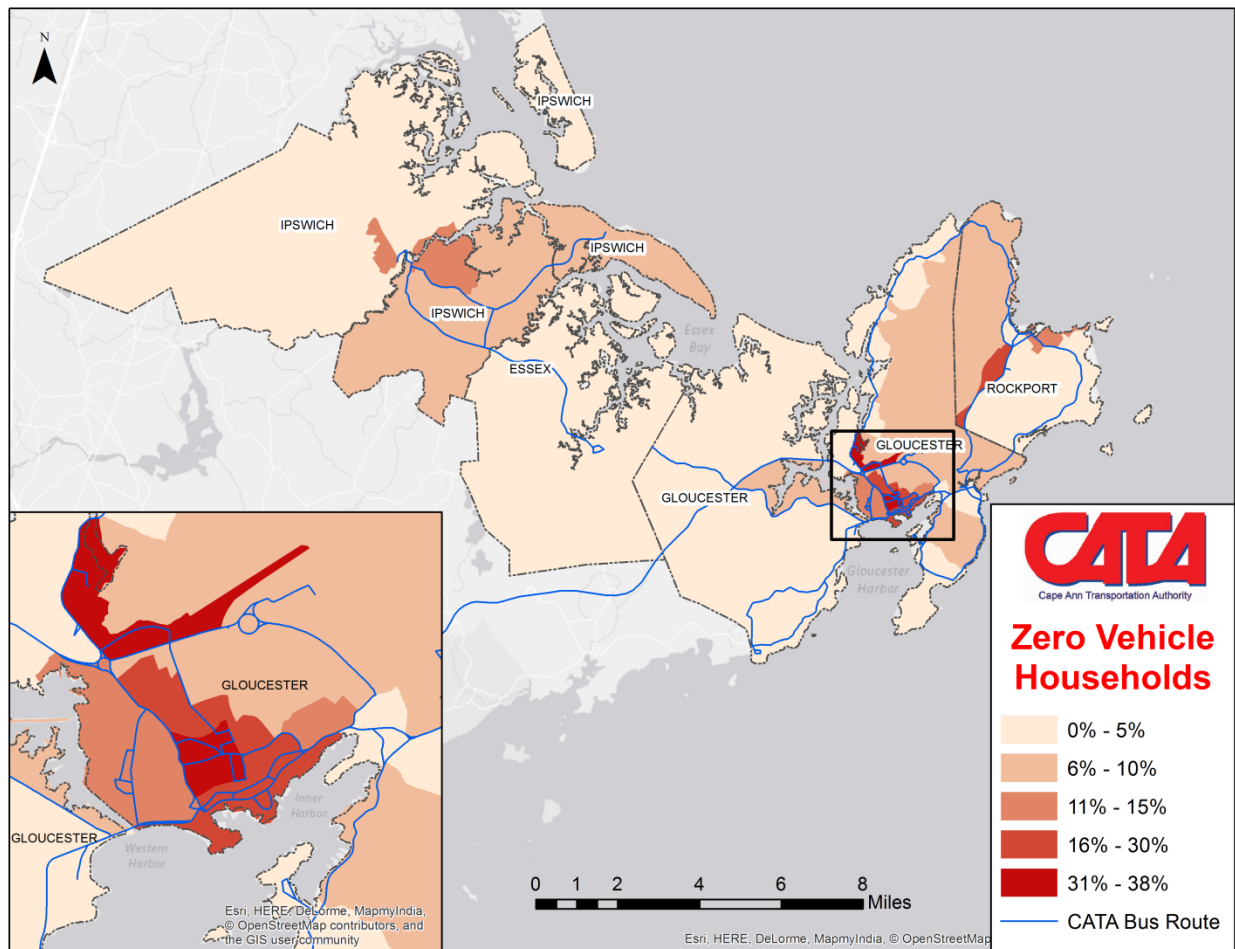 N
IPSWICH
IPSWICH
IPSWICH
IPSWICH
ESSEX
Essex
Bay
ROCKPORT
GLOUCESTER
GLOUCESTER
Gloucester
Harbor
GLOUCESTER
Inner
Harbor
Western
Harbor
GLOUCESTER
Esri, HERE, DeLorme, MapmyIndia,
© OpenStreetMap contributors, and
the GIS user community
0 1 2 4 6 8
Miles
Esri, HERE, DeLorme, MapmyIndia, © OpenStreetMap
CATA
Cape Ann Transportation Authority
Zero Vehicle
Households
0% - 5%
6% - 10%
11% - 15%
16% - 30%
31% - 38%
CATA Bus Route